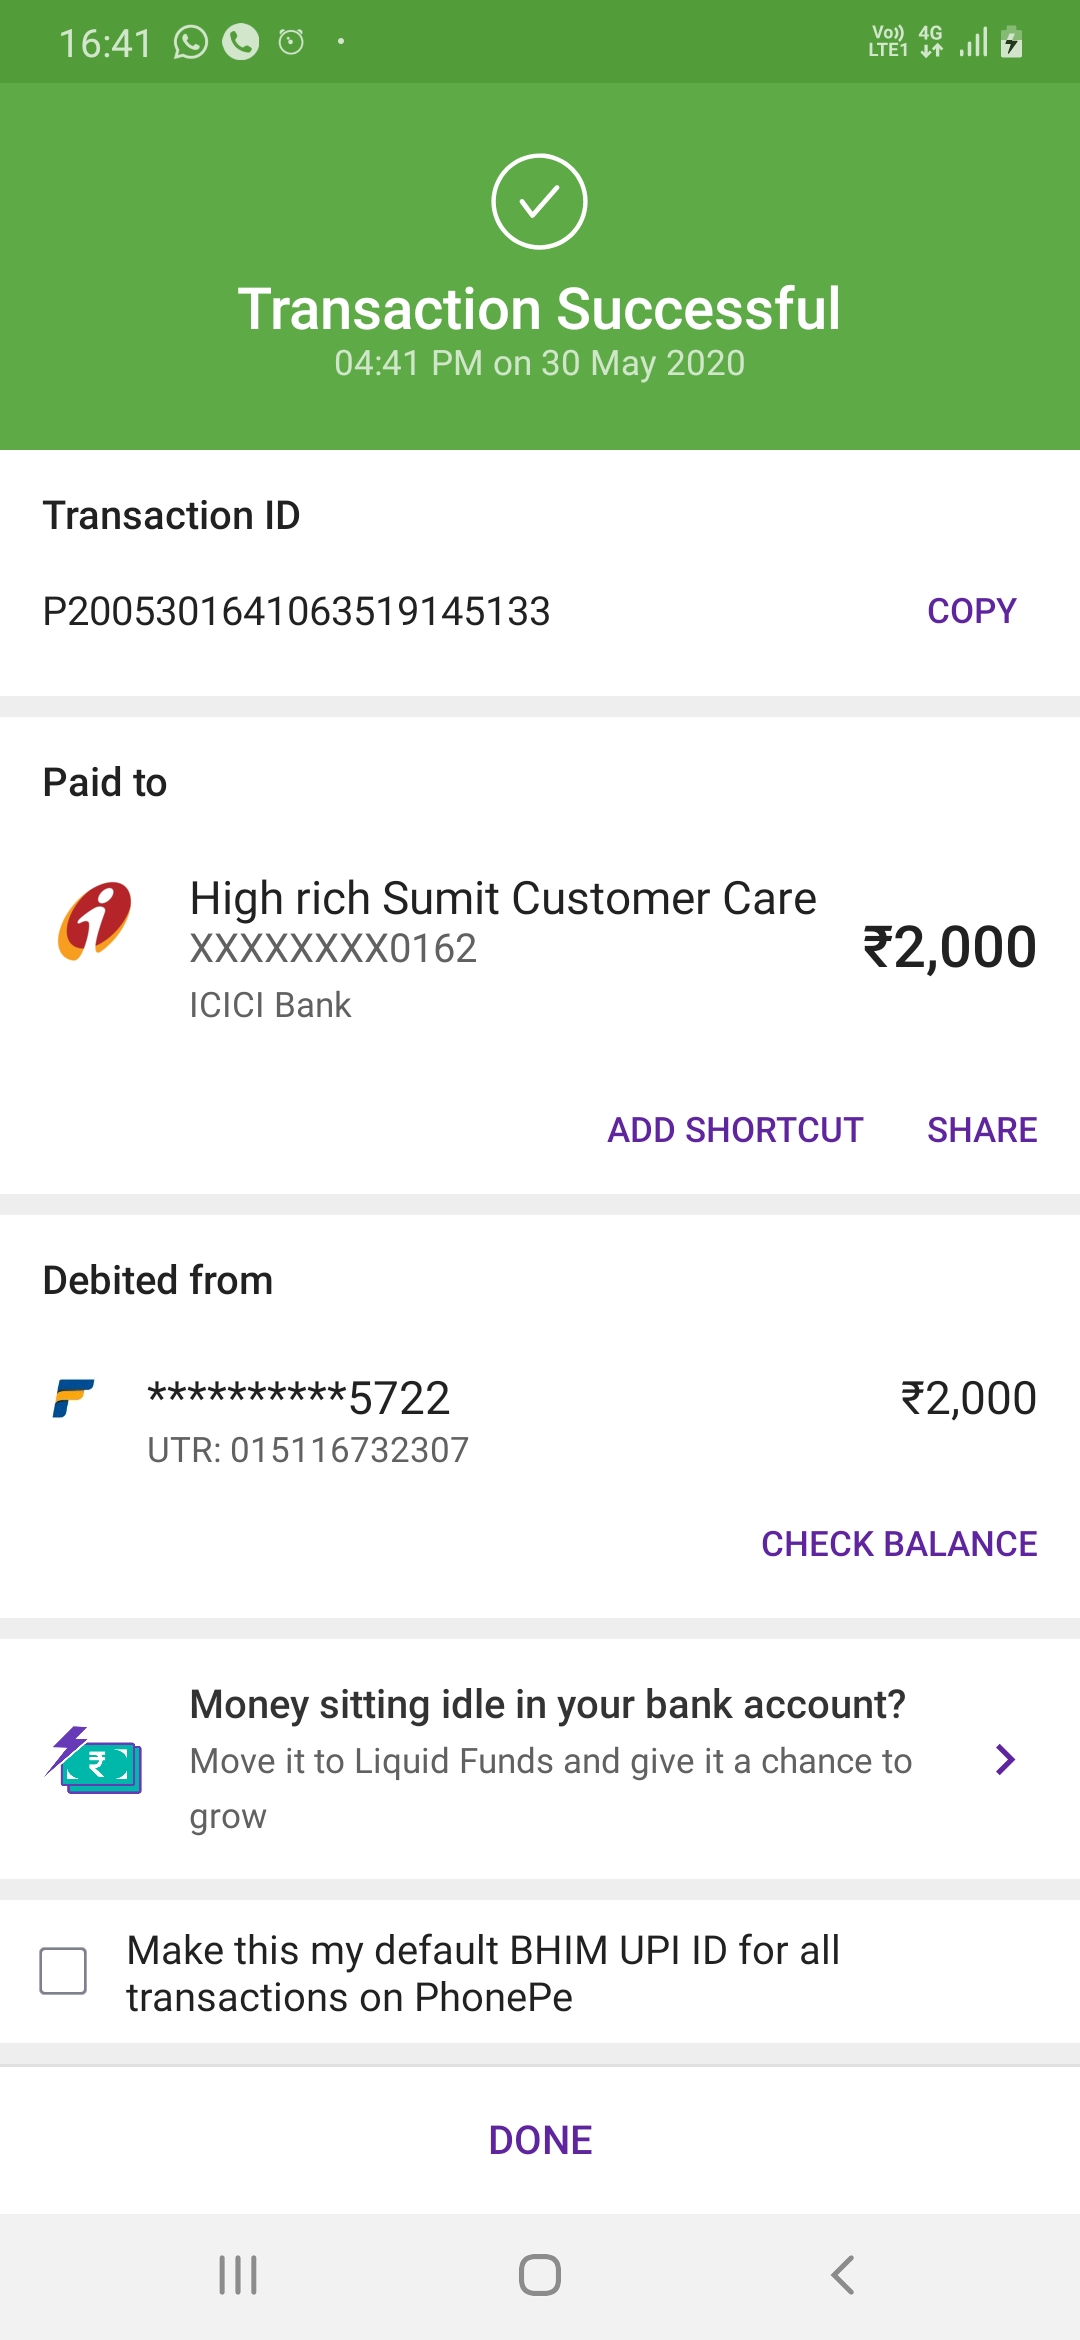 16:41
Vo)) 4G
LTE1
Transaction Successful
04:41 PM on 30 May 2020
Transaction ID
P2005301641063519145133
COPY
Paid to
High rich Sumit Customer Care
XXXXXXXX0162
₹2,000
ICICI Bank
ADD SHORTCUT SHARE
Debited from
**********5722
₹2,000
UTR: 015116732307
CHECK BALANCE
Money sitting idle in your bank account?
Move it to Liquid Funds and give it a chance to
grow
Make this my default BHIM UPI ID for all
transactions on PhonePe
DONE